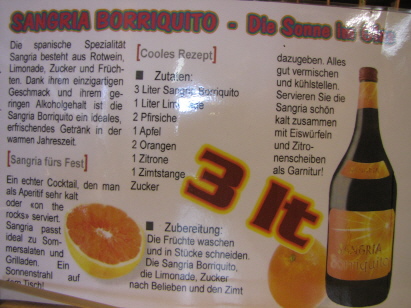 SANGRIA BORRIQUITO - Die Sonne im
Die spanische Spezialität
Sangria besteht aus Rotwein,
Limonade, Zucker und Früch-
ten. Dank ihrem einzigartigen
Geschmack und ihrem ge-
ringen Alkoholgehalt ist die
Sangria Borriquito ein ideales,
erfrischendes Getränk in der
warmen Jahreszeit.
[Sangria fürs Fest]
Ein echter Cocktail, den man
als Aperitif sehr kalt
oder «on the
rocks» serviert.
Sangria passt
ideal zu Som-
mersalaten und
Grilladen. Ein
Sonnenstrahl auf
dem Tisch!
[Cooles Rezept]
■ Zutaten:
3 Liter Sangria Borriquito
1 Liter Limonade
2 Pfirsiche
1 Apfel
2 Orangen
1 Zitrone
1 Zimtstange
Zucker
■ Zubereitung:
Die Früchte waschen
und in Stücke schneiden.
Die Sangria Borriquito,
die Limonade, Zucker
nach Belieben und den Zimt
dazugeben. Alles
gut vermischen
und kühlstellen.
Servieren Sie die
Sangria schön
kalt zusammen
mit Eiswürfeln
und Zitro-
nenscheiben
als Garnitur!
3 lt
SANGRIA
Borriquito